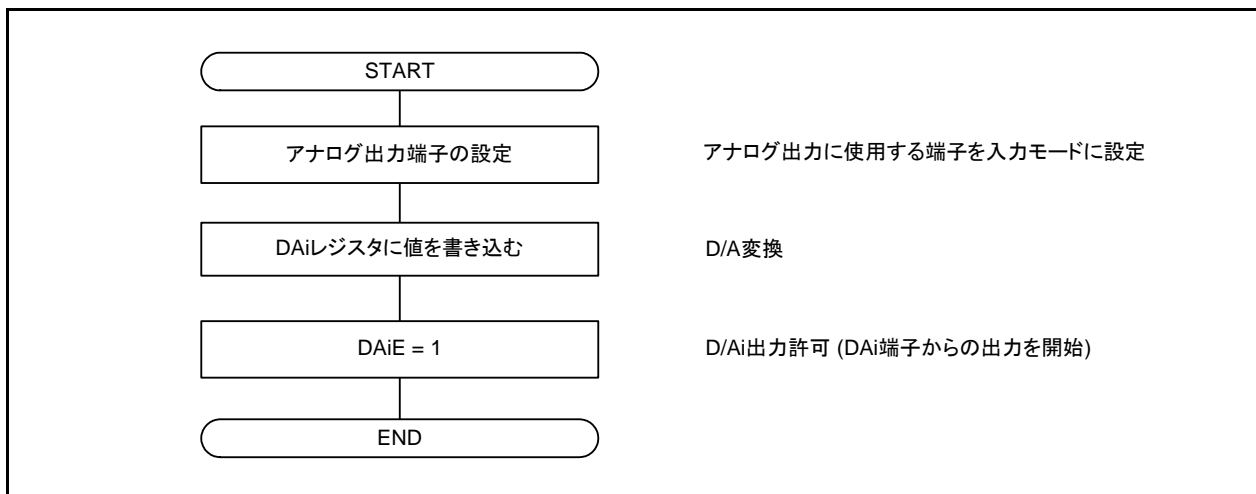 START
アナログ出力端子の設定
アナログ出力に使用する端子を入力モードに設定
DAiレジスタに値を書き込む
D/A変換
DAiE = 1
D/Ai出力許可 (DAi端子からの出力を開始)
END